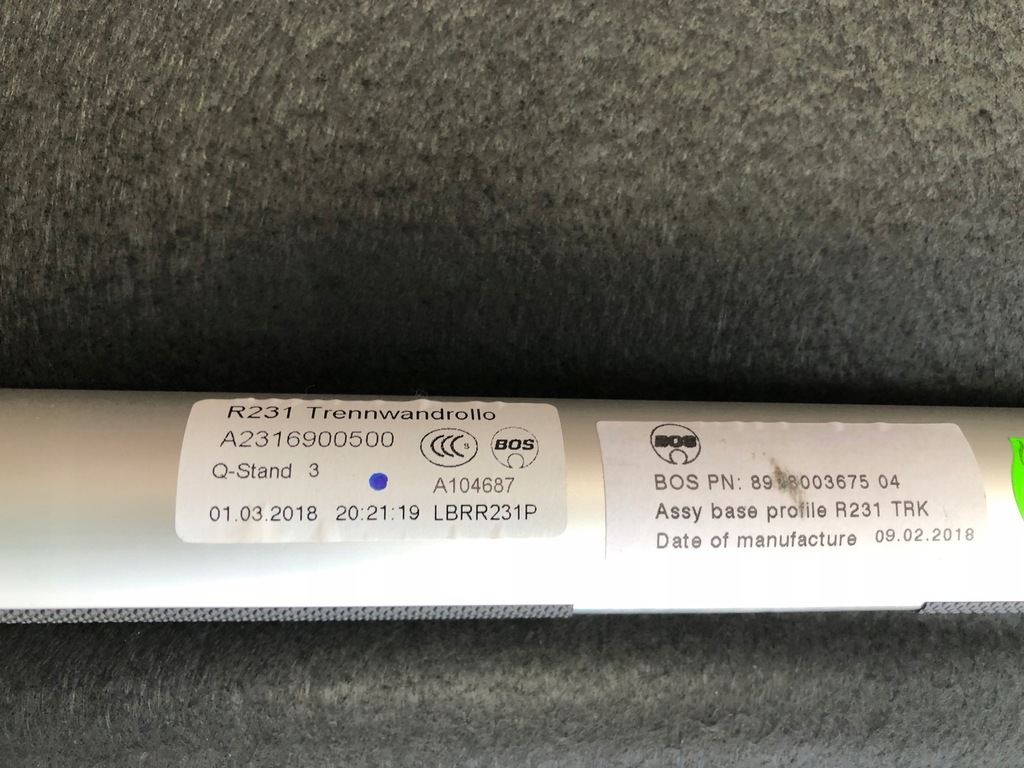 R231 Trennwandrollo
A2316900500
CCC S
BOS
Q-Stand 3
A104687
01.03.2018 20:21:19 LBRR231P
BOS
BOS PN: 04
Assy base profile R231 TRK
Date of manufacture 09.02.2018